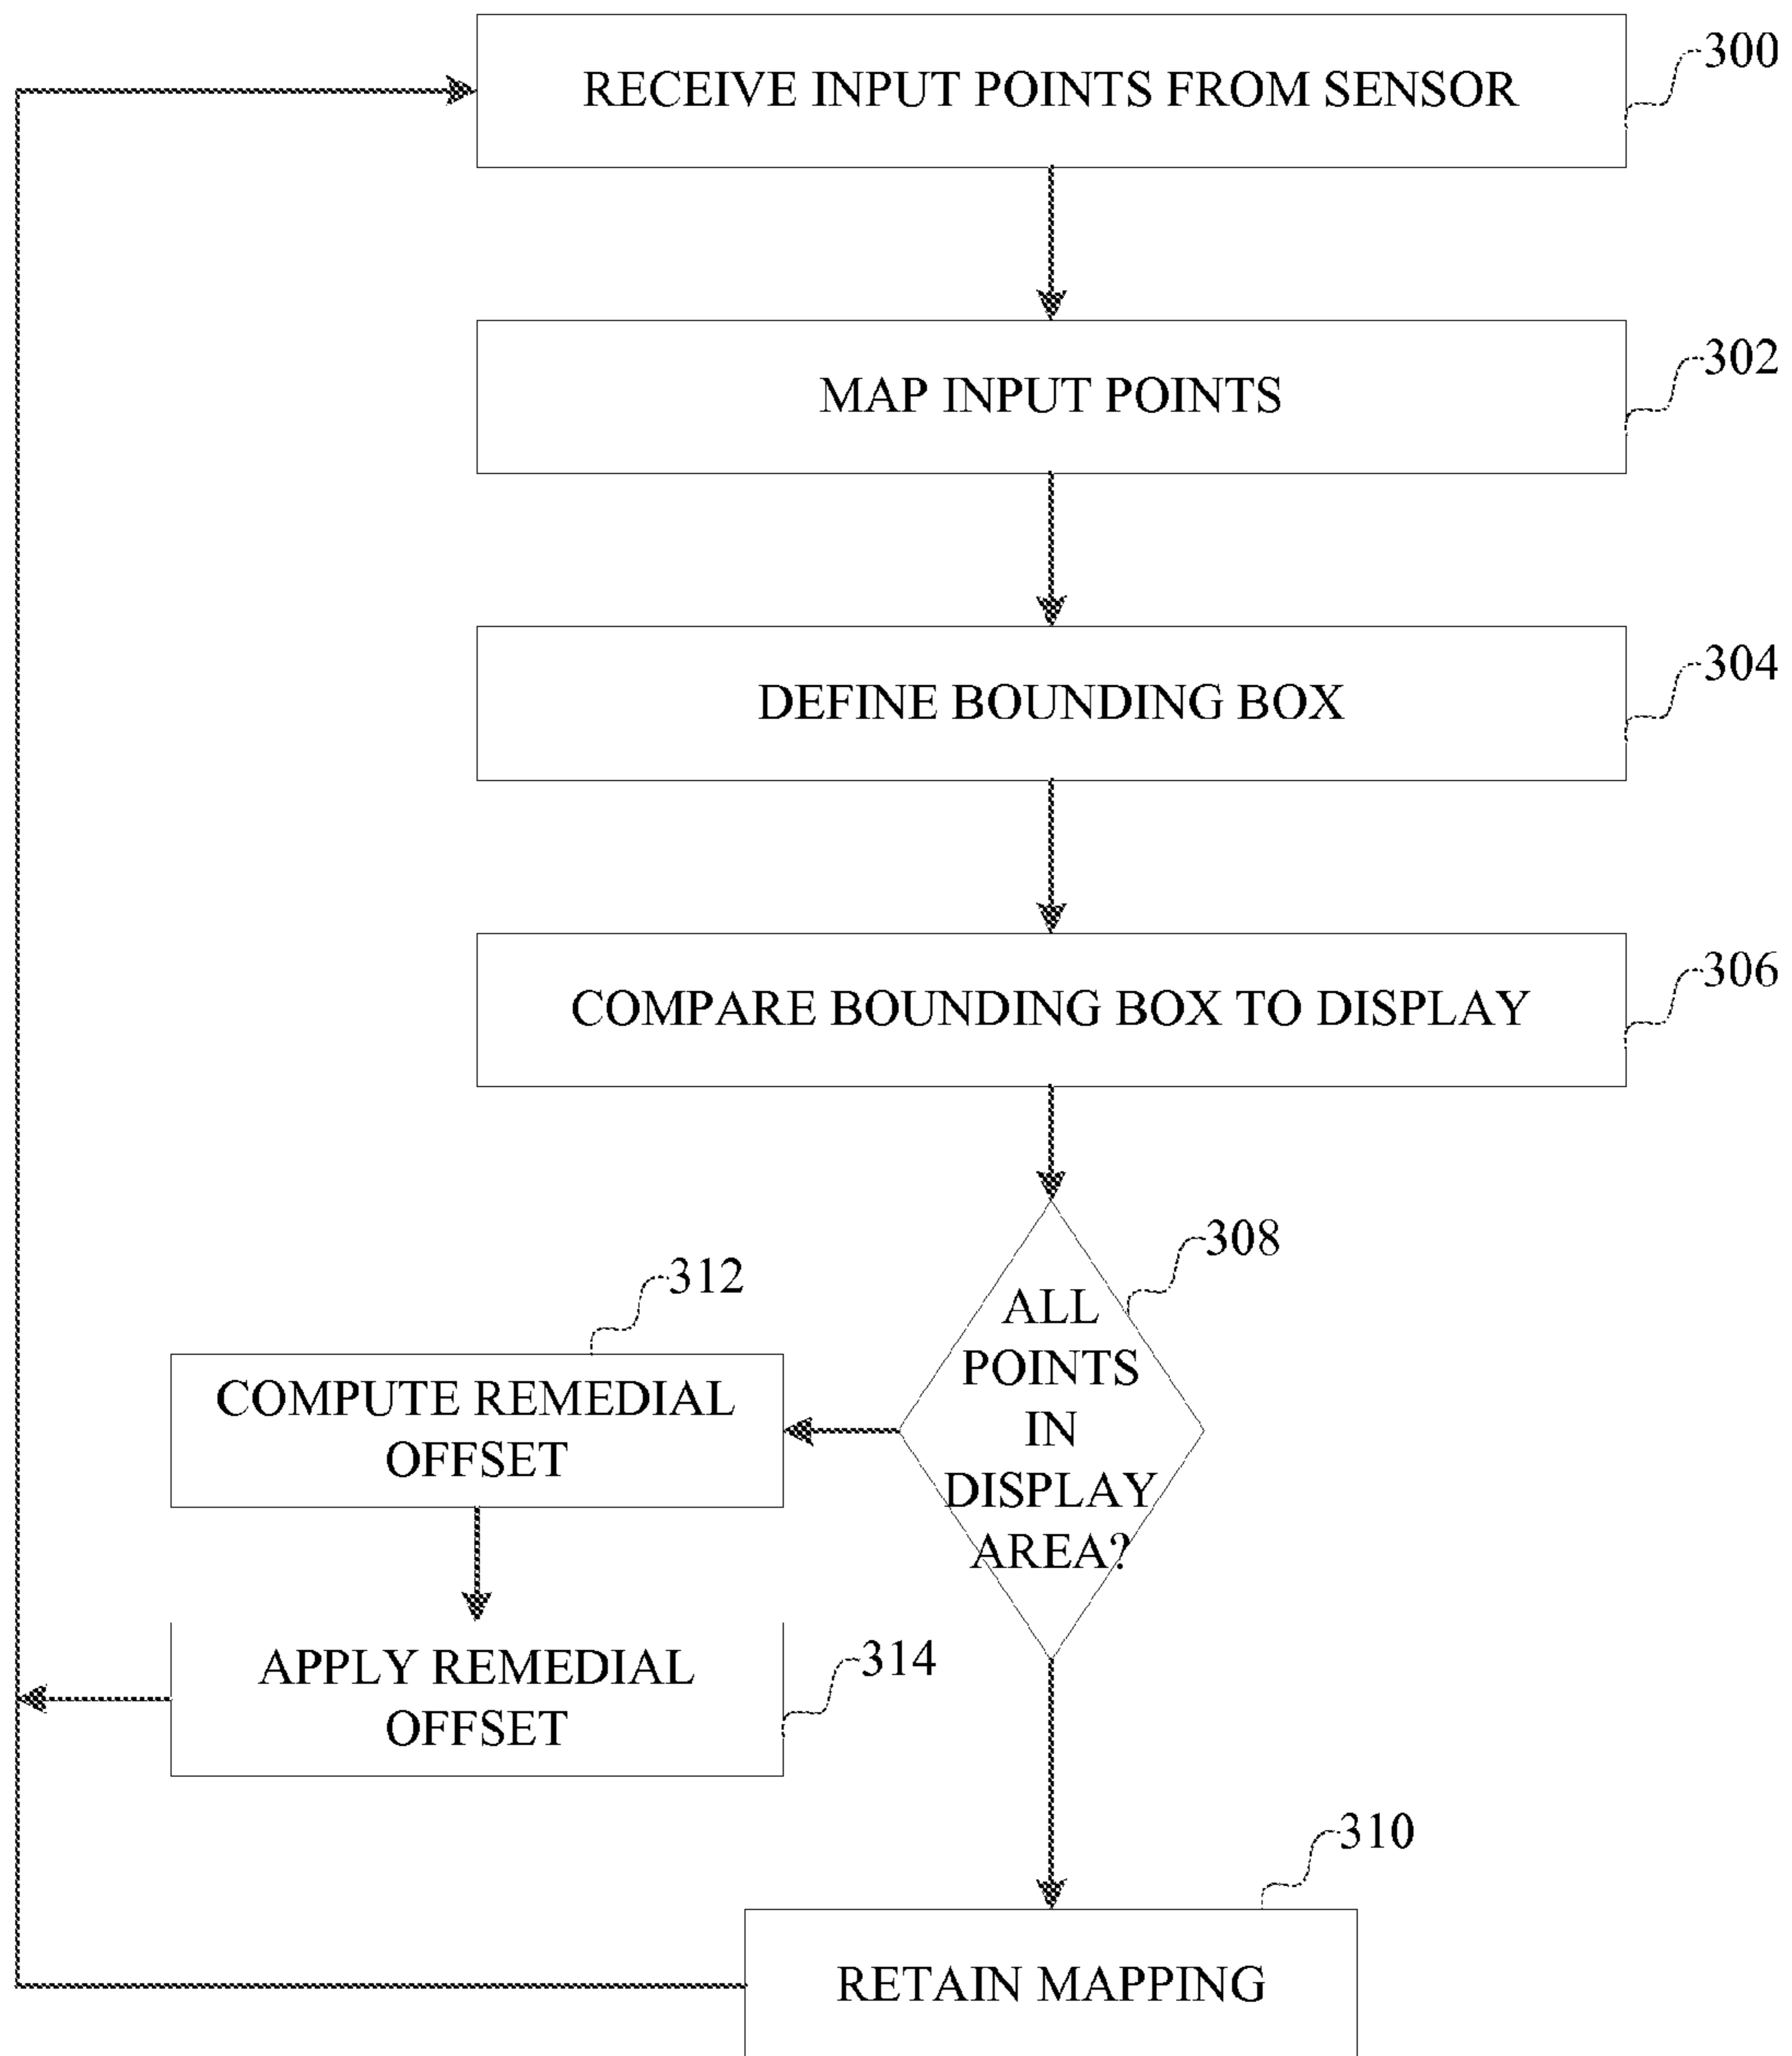 RECEIVE INPUT POINTS FROM SENSOR
300
MAP INPUT POINTS
302
DEFINE BOUNDING BOX
304
COMPARE BOUNDING BOX TO DISPLAY
306
308
ALL
POINTS
IN
DISPLAY
AREA?
312
COMPUTE REMEDIAL
OFFSET
APPLY REMEDIAL
OFFSET
314
310
RETAIN MAPPING